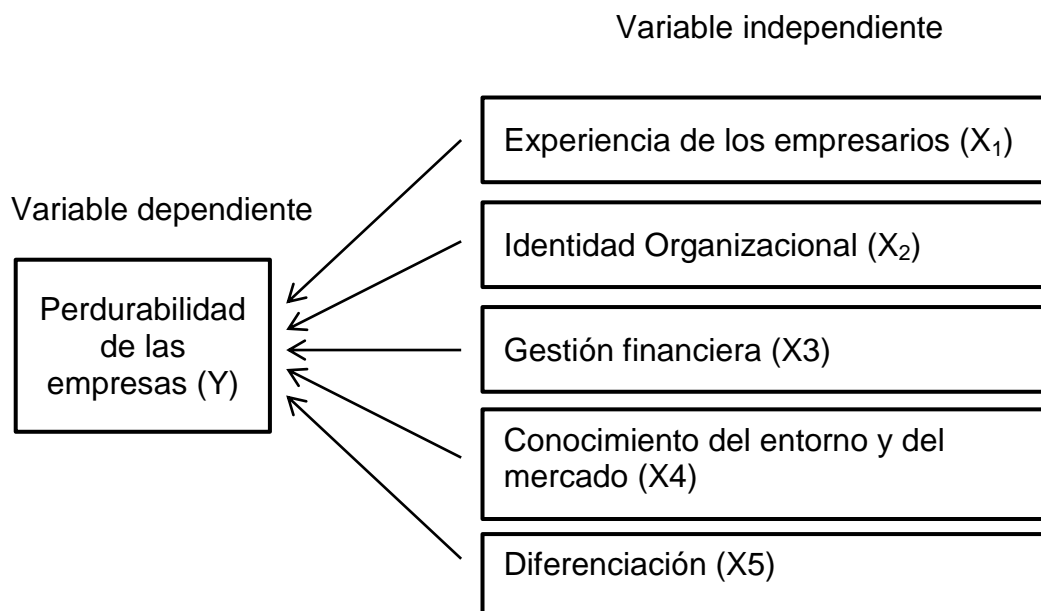 Variable independiente
Experiencia de los empresarios (X₁)
Variable dependiente
Identidad Organizacional (X₂)
Perdurabilidad
de las
empresas (Y)
Gestión financiera (X3)
Conocimiento del entorno y del
mercado (X4)
Diferenciación (X5)